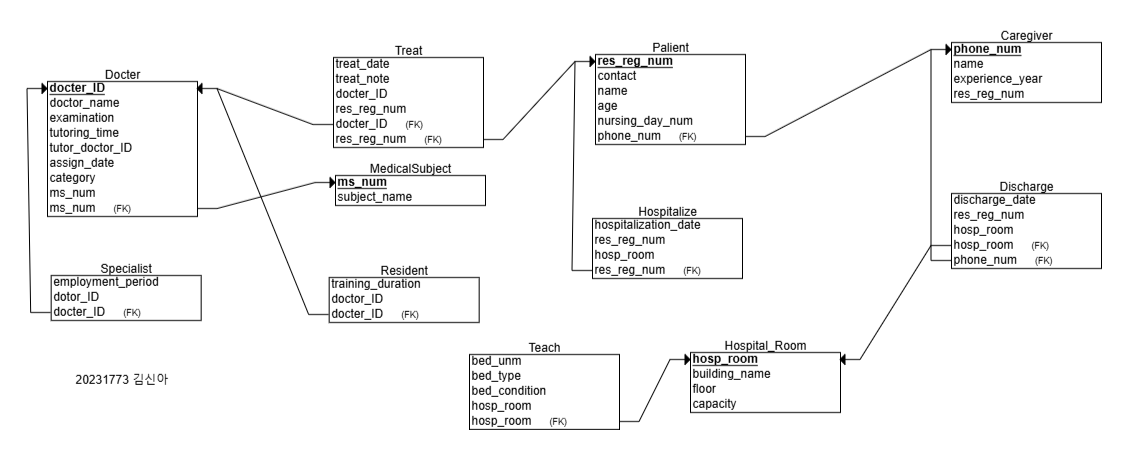 Docter
docter_ID
doctor_name
examination
tutoring_time
tutor_doctor_ID
assign_date
category
ms_num
ms_num (FK)
Treat
treat_date
treat_note
docter_ID
res_reg_num
docter_ID (FK)
res_reg_num (FK)
MedicalSubject
ms_num
subject_name
Palient
res_reg_num
contact
name
age
nursing_day_num
phone_num (FK)
Caregiver
phone_num
name
experience_year
res_reg_num
Hospitalize
hospitalization_date
res_reg_num
hosp_room
res_reg_num (FK)
Discharge
discharge_date
res_reg_num
hosp_room
hosp_room (FK)
phone_num (FK)
Specialist
employment_period
dotor_ID
docter_ID (FK)
Resident
training_duration
doctor_ID
docter_ID (FK)
Teach
bed_unm
bed_type
bed_condition
hosp_room
hosp_room (FK)
Hospital_Room
hosp_room
building_name
floor
capacity
20231773 김신아